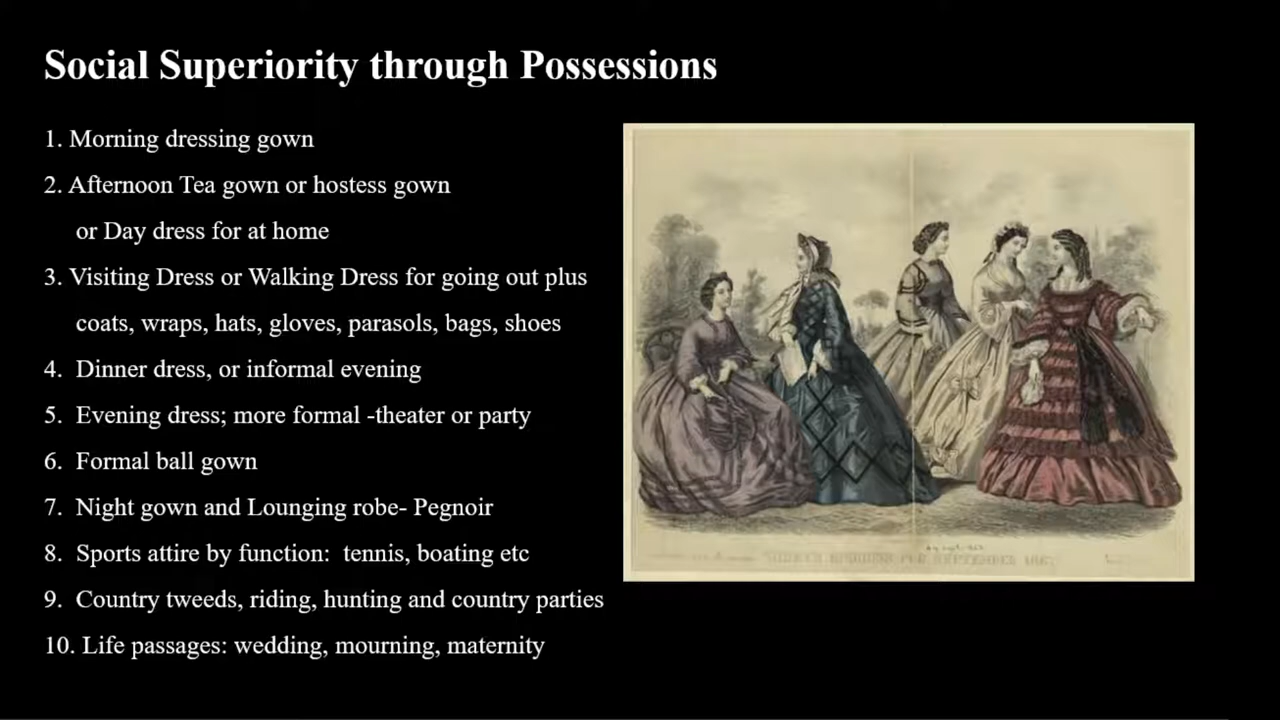 Social Superiority through Possessions
1. Morning dressing gown
2. Afternoon Tea gown or hostess gown
or Day dress for at home
3. Visiting Dress or Walking Dress for going out plus
coats, wraps, hats, gloves, parasols, bags, shoes
4. Dinner dress, or informal evening
5. Evening dress; more formal -theater or party
6. Formal ball gown
7. Night gown and Lounging robe- Pegnoir
8. Sports attire by function: tennis, boating etc
9. Country tweeds, riding, hunting and country parties
10. Life passages: wedding, mourning, maternity